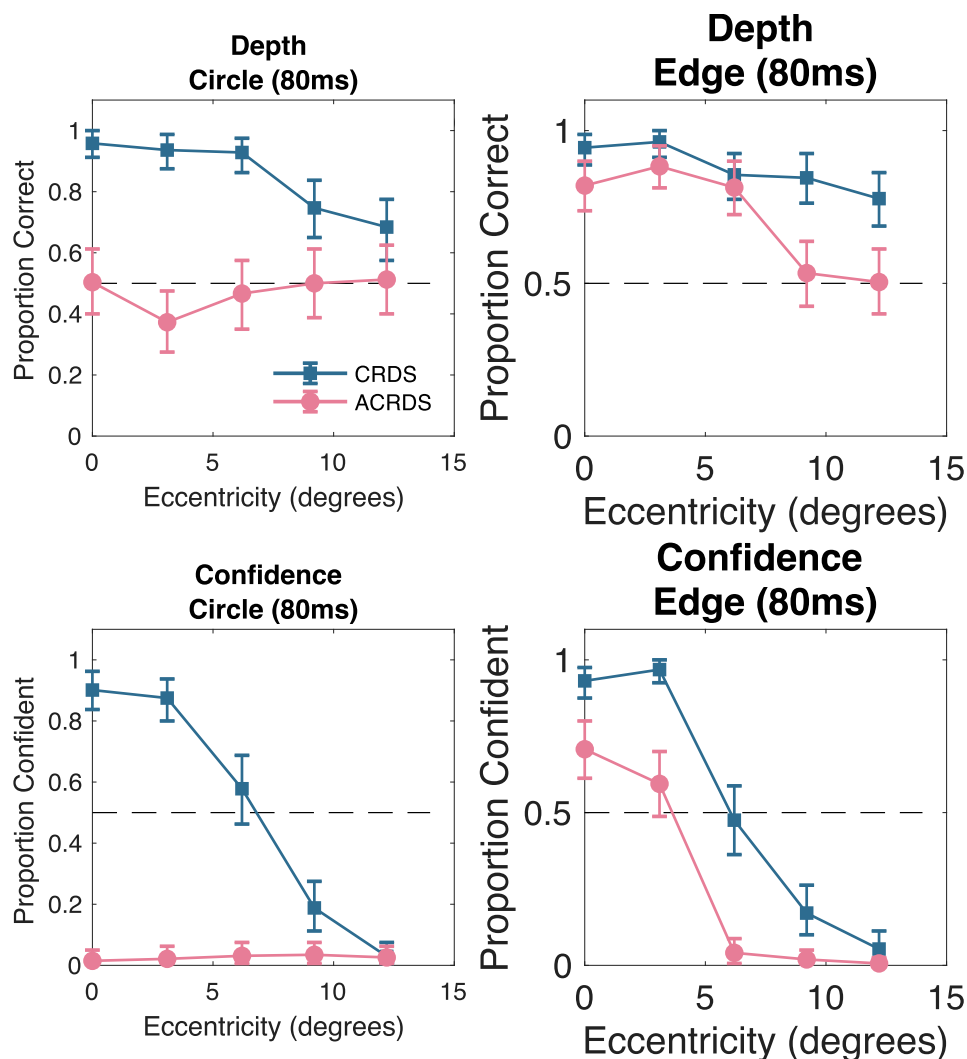 Depth
Circle (80ms)
Proportion Correct
1
0.8
0.6
0.4
0.2
0
0 5 10 15
Eccentricity (degrees)
CRDS
ACRDS
Depth
Edge (80ms)
Proportion Correct
1
0.5
0
0 5 10 15
Eccentricity (degrees)
Confidence
Circle (80ms)
Proportion Confident
1
0.8
0.6
0.4
0.2
0
0 5 10 15
Eccentricity (degrees)
Confidence
Edge (80ms)
Proportion Confident
1
0.5
0
0 5 10 15
Eccentricity (degrees)